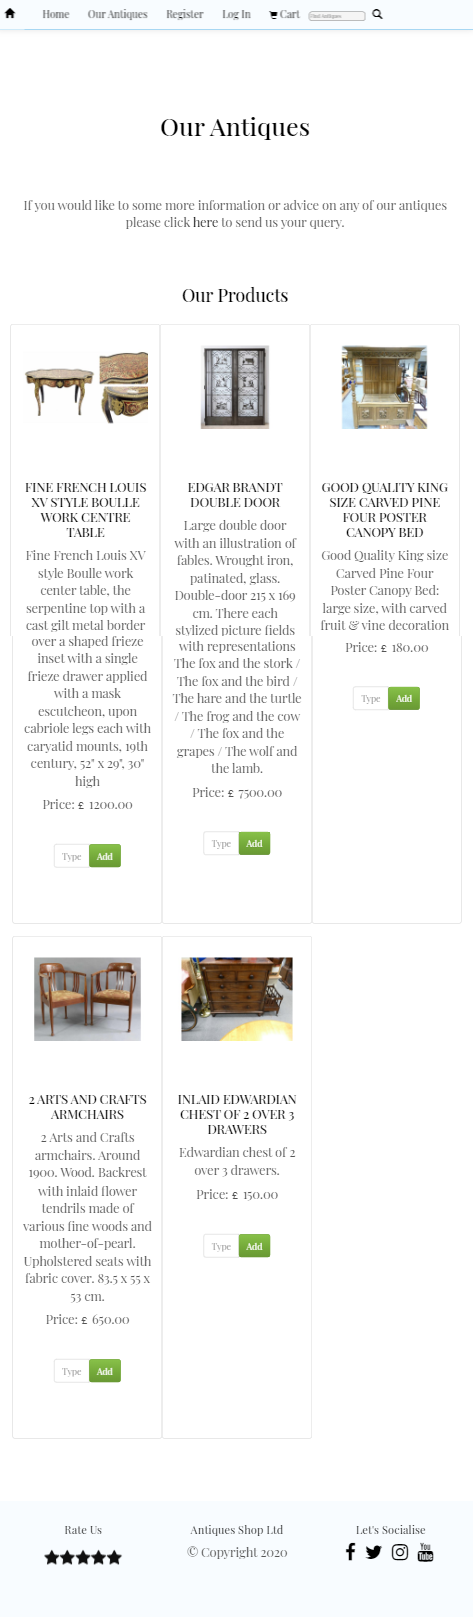 Home Our Antiques Register Log In Cart Find Antiques
Our Antiques
If you would like to some more information or advice on any of our antiques
please click here to send us your query.
Our Products
FINE FRENCH LOUIS
XV STYLE BOULLE
WORK CENTRE
TABLE
Fine French Louis XV
style Boulle work
center table, the
serpentine top with a
cast gilt metal border
over a shaped frieze
inset with a single
frieze drawer applied
with a mask
escutcheon, upon
cabriole legs each with
caryatid mounts, 19th
century, 52" x 29", 30"
high
Price: £ 1200.00
Type Add
EDGAR BRANDT
DOUBLE DOOR
Large double door
with an illustration of
fables. Wrought iron,
patinated, glass.
Double-door 215 x 169
cm. There each
stylized picture fields
with representations
The fox and the stork /
The fox and the bird /
The hare and the turtle
/ The frog and the cow
/ The fox and the
grapes / The wolf and
the lamb.
Price: £ 7500.00
Type Add
GOOD QUALITY KING
SIZE CARVED PINE
FOUR POSTER
CANOPY BED
Good Quality King size
Carved Pine Four
Poster Canopy Bed:
large size, with carved
fruit & vine decoration
Price: £ 180.00
Type Add
2 ARTS AND CRAFTS
ARMCHAIRS
2 Arts and Crafts
armchairs. Around
1900. Wood. Backrest
with inlaid flower
tendrils made of
various fine woods and
mother-of-pearl.
Upholstered seats with
fabric cover. 83.5 x 55 x
53 cm.
Price: £ 650.00
Type Add
INLAID EDWARDIAN
CHEST OF 2 OVER 3
DRAWERS
Edwardian chest of 2
over 3 drawers.
Price: £ 150.00
Type Add
Rate Us
Antiques Shop Ltd
© Copyright 2020
Let's Socialise
You Tube